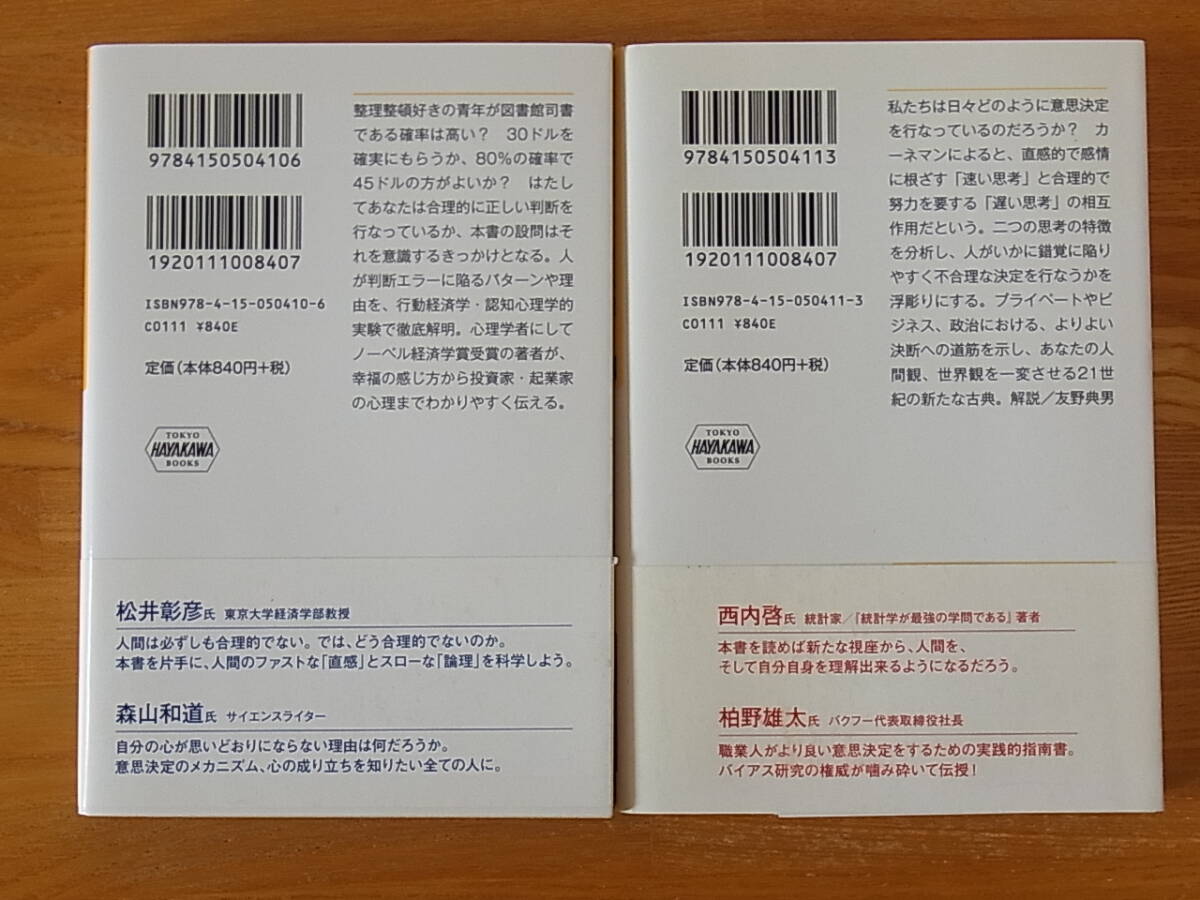 9784150504106
1920111008407
ISBN978-4-15-050410-6
C0111 ¥840E
定価(本体840円+税)
TOKYO
HAYAKAWA
BOOKS
整理整頓好きの青年が図書館司書
である確率は高い? 30ドルを
確実にもらうか、80%の確率で
45ドルの方がよいか? はたし
てあなたは合理的に正しい判断を
行なっているか、本書の設問はそ
れを意識するきっかけとなる。人
が判断エラーに陥るパターンや理
由を、行動経済学・認知心理学的
実験で徹底解明。心理学者にして
ノーベル経済学賞受賞の著者が、
幸福の感じ方から投資家・起業家
の心理までわかりやすく伝える。
松井彰彦氏 東京大学経済学部教授
人間は必ずしも合理的でない。では、どう合理的でないのか。
本書を片手に、人間のファストな「直感」とスローな「論理」を科学しよう。
森山和道氏 サイエンスライター
自分の心が思いどおりにならない理由は何だろうか。
意思決定のメカニズム、心の成り立ちを知りたい全ての人に。
9784150504113
1920111008407
ISBN978-4-15-050411-3
C0111 ¥840E
定価(本体840円+税)
TOKYO
HAYAKAWA
BOOKS
私たちは日々どのように意思決定
を行なっているのだろうか? カ
ーネマンによると、直感的で感情
に根ざす「速い思考」と合理的で
努力を要する「遅い思考」の相互
作用だという。二つの思考の特徴
を分析し、人がいかに錯覚に陥り
やすく不合理な決定を行なうかを
浮彫りにする。プライベートやビ
ジネス、政治における、よりよい
決断への道筋を示し、あなたの人
間観、世界観を一変させる21世
紀の新たな古典。解説/友野典男
西内啓氏 統計家/『統計学が最強の学問である』著者
本書を読めば新たな視座から、人間を、
そして自分自身を理解出来るようになるだろう。
柏野雄太氏 バクフー代表取締役社長
職業人がより良い意思決定をするための実践的指南書。
バイアス研究の権威が噛み砕いて伝授!